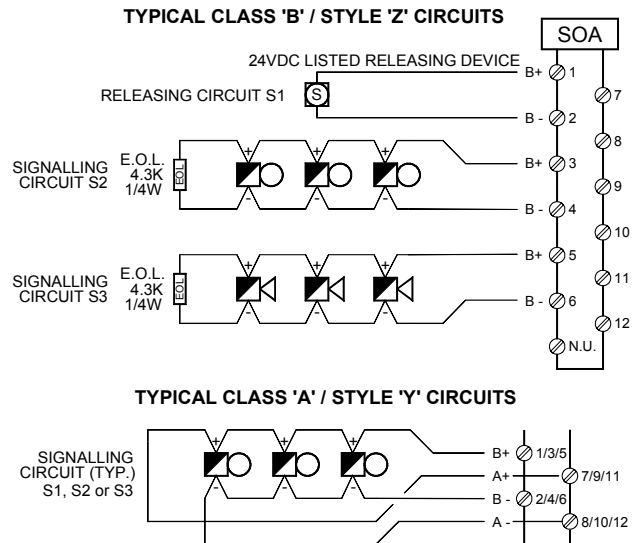 TYPICAL CLASS 'B' / STYLE 'Z' CIRCUITS
SOA
24VDC LISTED RELEASING DEVICE
B+ 1
RELEASING CIRCUIT S1
S
7
B - 2
8
SIGNALLING
CIRCUIT S2
E.O.L.
4.3K
1/4W
EOL
+ + +
- - -
B+ 3
9
B - 4
10
SIGNALLING
CIRCUIT S3
E.O.L.
4.3K
1/4W
EOL
+ + +
- - -
B+ 5
11
B - 6
12
N.U.
TYPICAL CLASS 'A' / STYLE 'Y' CIRCUITS
SIGNALLING
CIRCUIT (TYP.)
S1, S2 or S3
+ + +
- - -
B+ 1/3/5
A+ 7/9/11
B - 2/4/6
A - 8/10/12